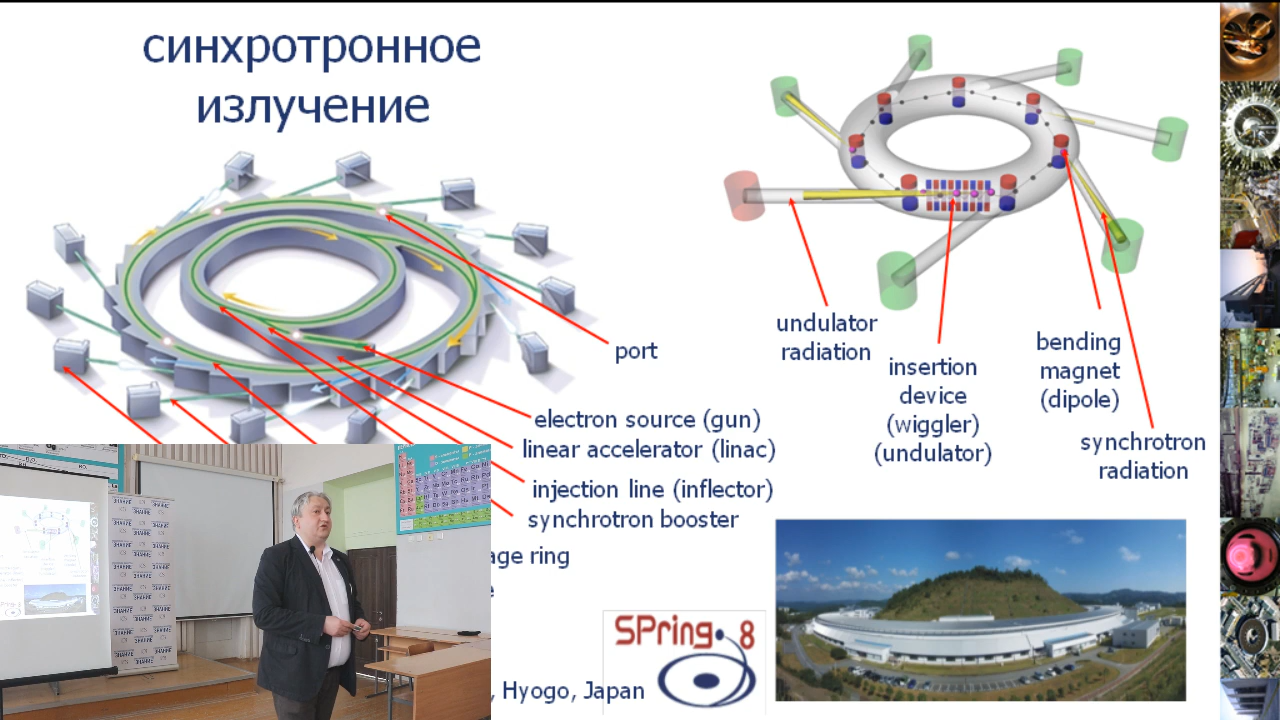 синхротронное
излучение
port
electron source (gun)
linear accelerator (linac)
injection line (inflector)
synchrotron booster
age ring
e
, Hyogo, Japan
undulator
radiation
insertion
device
(wiggler)
(undulator)
bending
magnet
(dipole)
synchrotron
radiation
SPring-8
ЗНАНИЕ